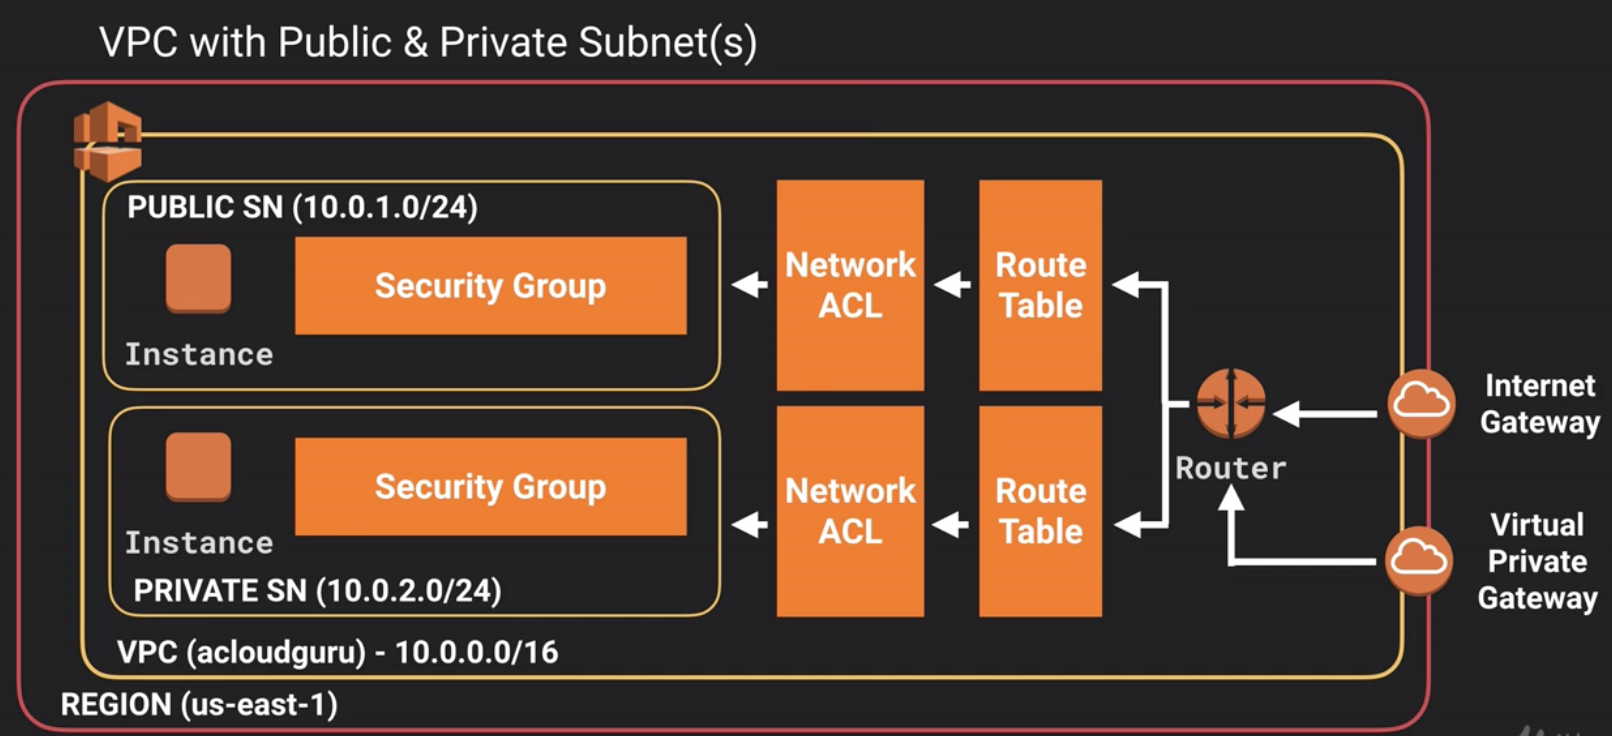 VPC with Public & Private Subnet(s)
PUBLIC SN (10.0.1.0/24)
Security Group
Instance
Network
ACL
Route
Table
Internet
Gateway
Router
Security Group
Instance
PRIVATE SN (10.0.2.0/24)
Network
ACL
Route
Table
Virtual
Private
Gateway
VPC (acloudguru) - 10.0.0.0/16
REGION (us-east-1)